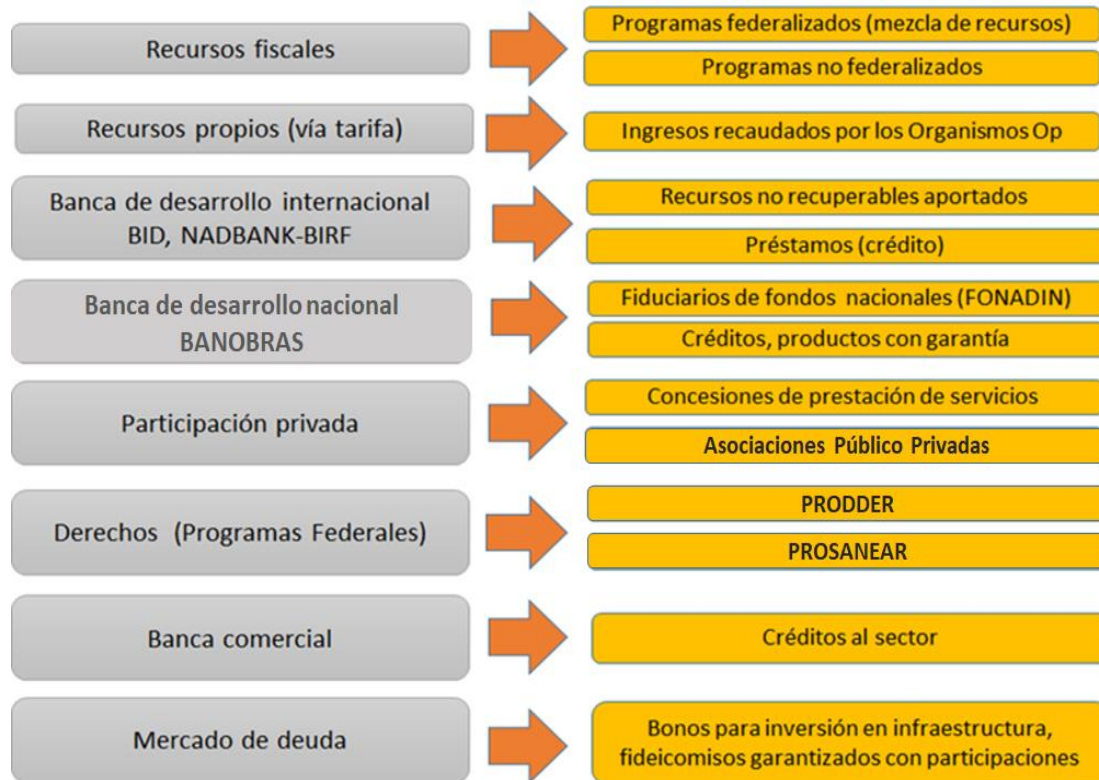 Recursos fiscales
Programas federalizados (mezcla de recursos)
Programas no federalizados
Recursos propios (vía tarifa)
Ingresos recaudados por los Organismos Op
Banca de desarrollo internacional
BID, NADBANK-BIRF
Recursos no recuperables aportados
Préstamos (crédito)
Banca de desarrollo nacional
BANOBRAS
Fiduciarios de fondos nacionales (FONADIN)
Créditos, productos con garantía
Participación privada
Concesiones de prestación de servicios
Asociaciones Público Privadas
Derechos (Programas Federales)
PRODDER
PROSANEAR
Banca comercial
Créditos al sector
Mercado de deuda
Bonos para inversión en infraestructura,
fideicomisos garantizados con participaciones